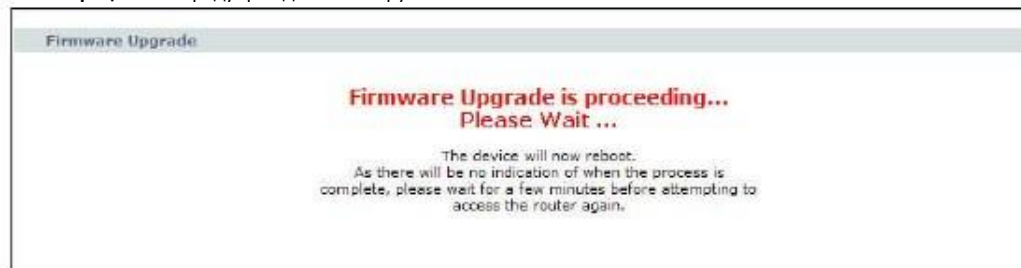 Firmware Upgrade
Firmware Upgrade is proceeding...
Please Wait ...
The device will now reboot.
As there will be no indication of when the process is
complete, please wait for a few minutes before attempting to
access the router again.